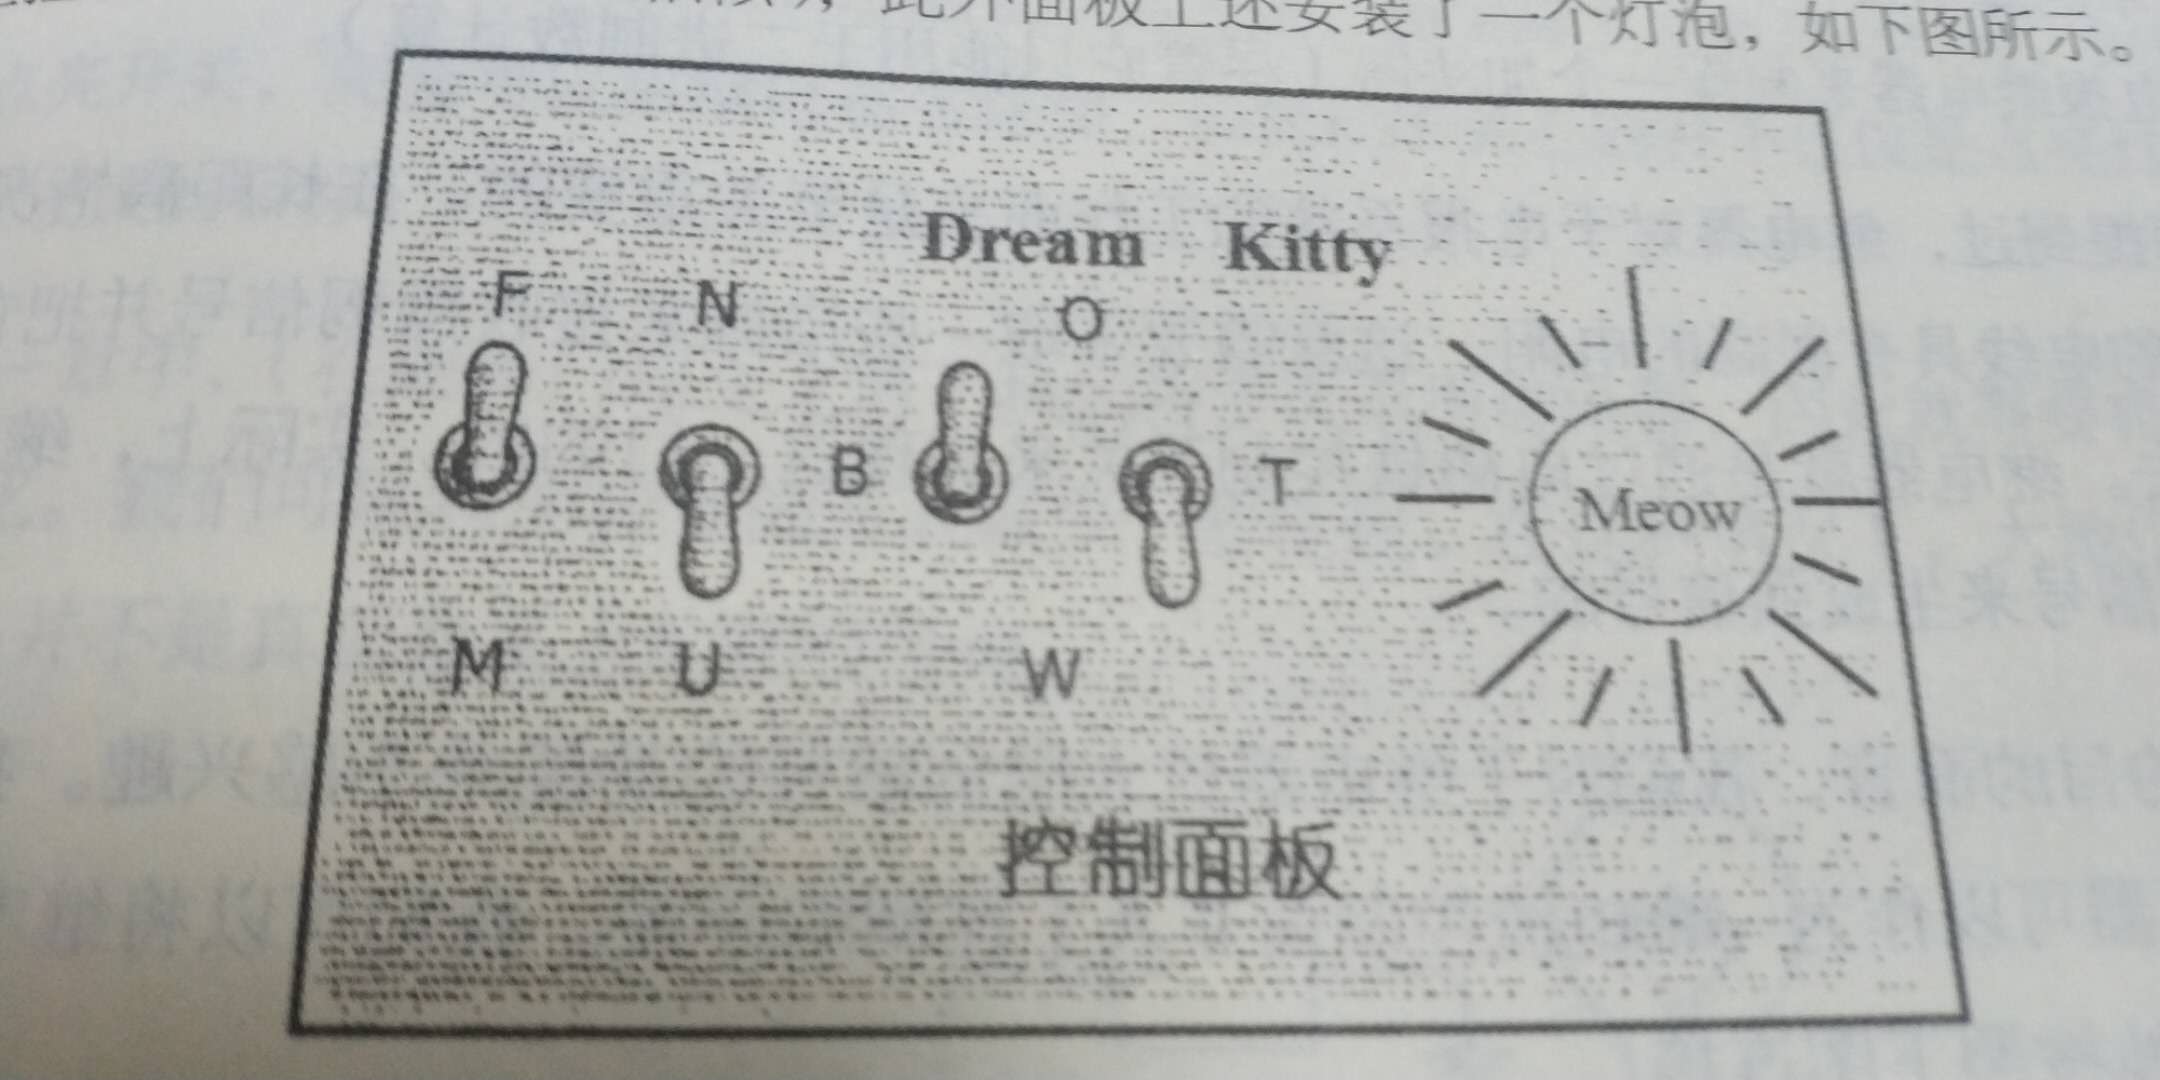 此外面板上还安装了一个灯泡，如下图所示。
Dream Kitty
F N O
B T Meow
M U W
控制面板